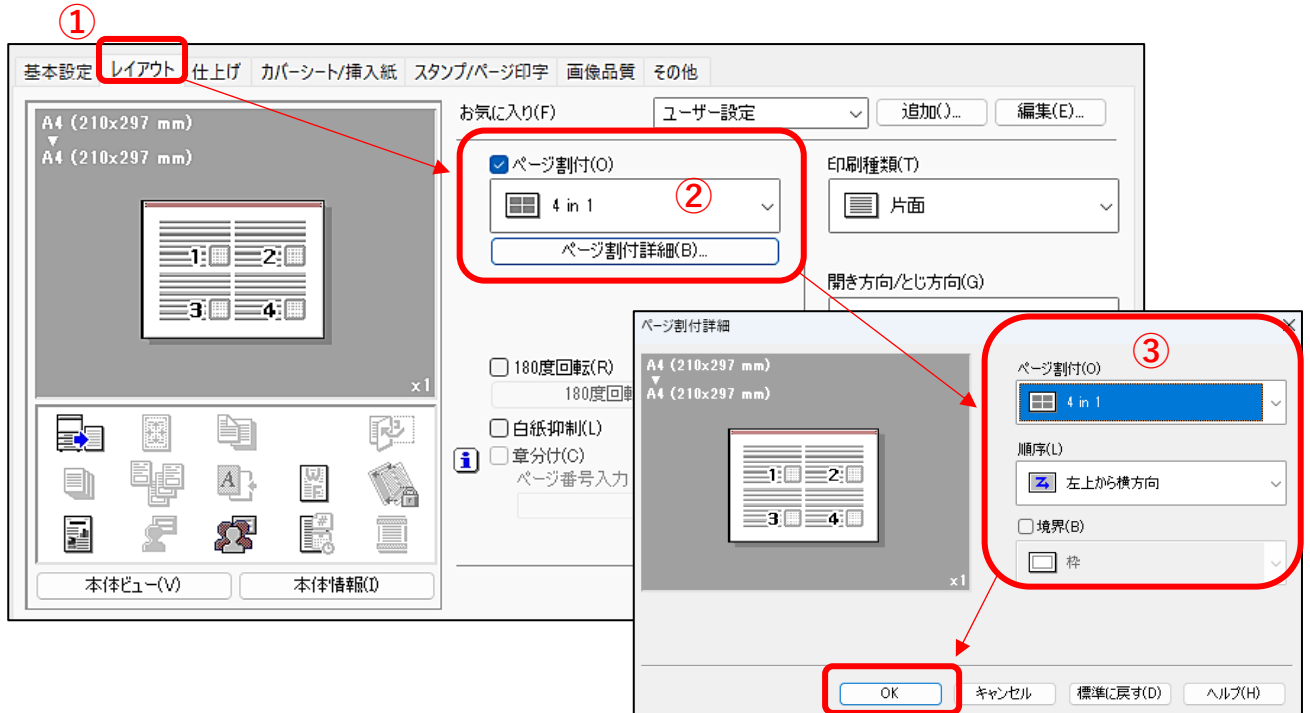 ①
基本設定 レイアウト 仕上げ カバーシート/挿入紙 スタンプ/ページ印字 画像品質 その他
A4 (210x297 mm)
A4 (210x297 mm)
1 2
3 4
x1
本体ビュー(V) 本体情報(I)
お気に入り(F) ユーザー設定 追加()... 編集(E)...
ページ割付(O)
②
4 in 1
ページ割付詳細(B)...
印刷種類(T)
片面
開き方向/とじ方向(G)
180度回転(R)
180度回
白紙抑制(L)
章分け(C)
ページ番号入力
ページ割付詳細
A4 (210x297 mm)
A4 (210x297 mm)
1 2
3 4
x1
③
ページ割付(O)
4 in 1
順序(L)
左上から横方向
境界(B)
枠
OK キャンセル 標準に戻す(D) ヘルプ(H)